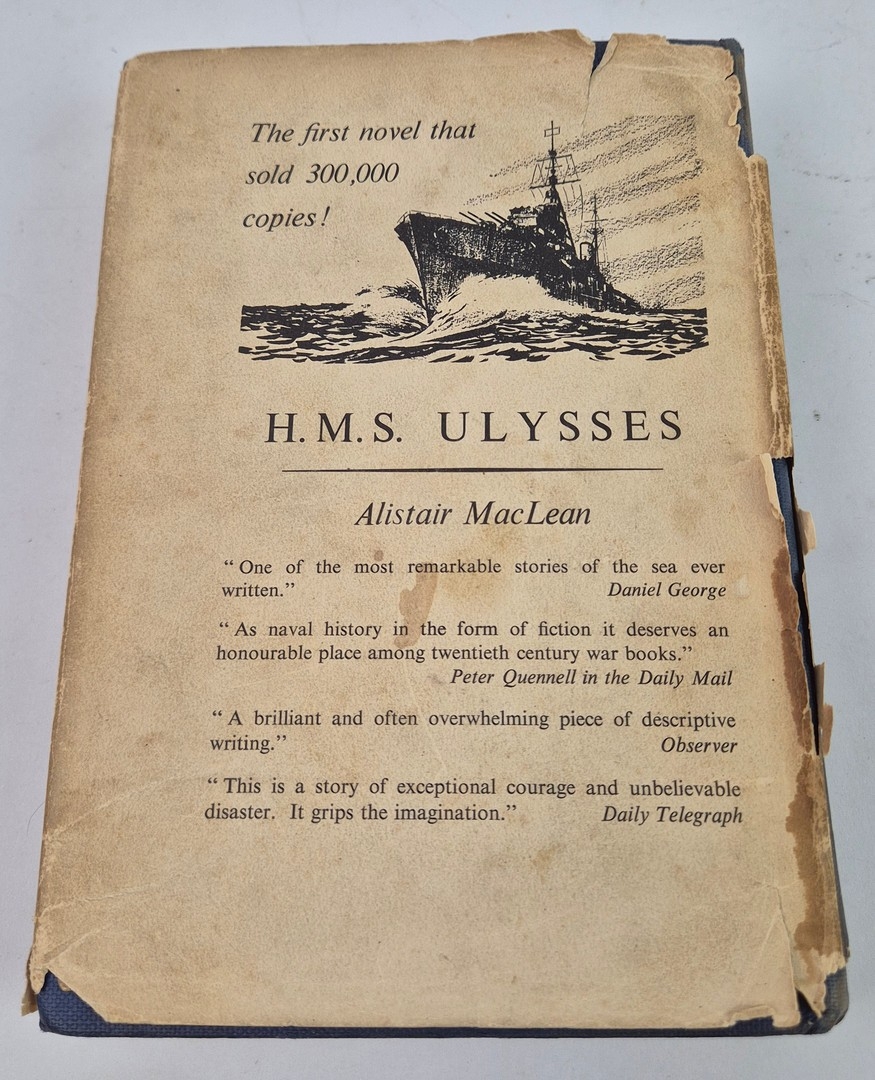 The first novel that
sold 300,000
copies!
H.M.S. ULYSSES
Alistair MacLean
“One of the most remarkable stories of the sea ever
written.” Daniel George
“As naval history in the form of fiction it deserves an
honourable place among twentieth century war books.”
Peter Quennell in the Daily Mail
“A brilliant and often overwhelming piece of descriptive
writing.” Observer
“This is a story of exceptional courage and unbelievable
disaster. It grips the imagination.” Daily Telegraph